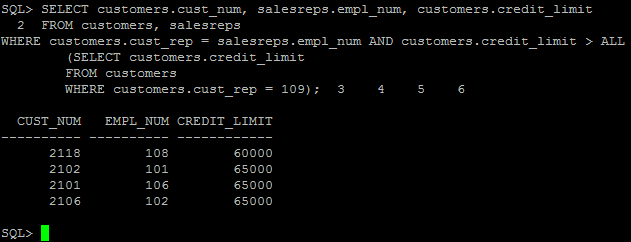 SQL> SELECT customers.cust_num, salesreps.empl_num, customers.credit_limit
  2  FROM customers, salesreps
WHERE customers.cust_rep = salesreps.empl_num AND customers.credit_limit > ALL
        (SELECT customers.credit_limit
        FROM customers
        WHERE customers.cust_rep = 109);  3    4    5    6

  CUST_NUM   EMPL_NUM CREDIT_LIMIT
---------- ---------- ------------
      2118        108        60000
      2102        101        65000
      2101        106        65000
      2106        102        65000

SQL>